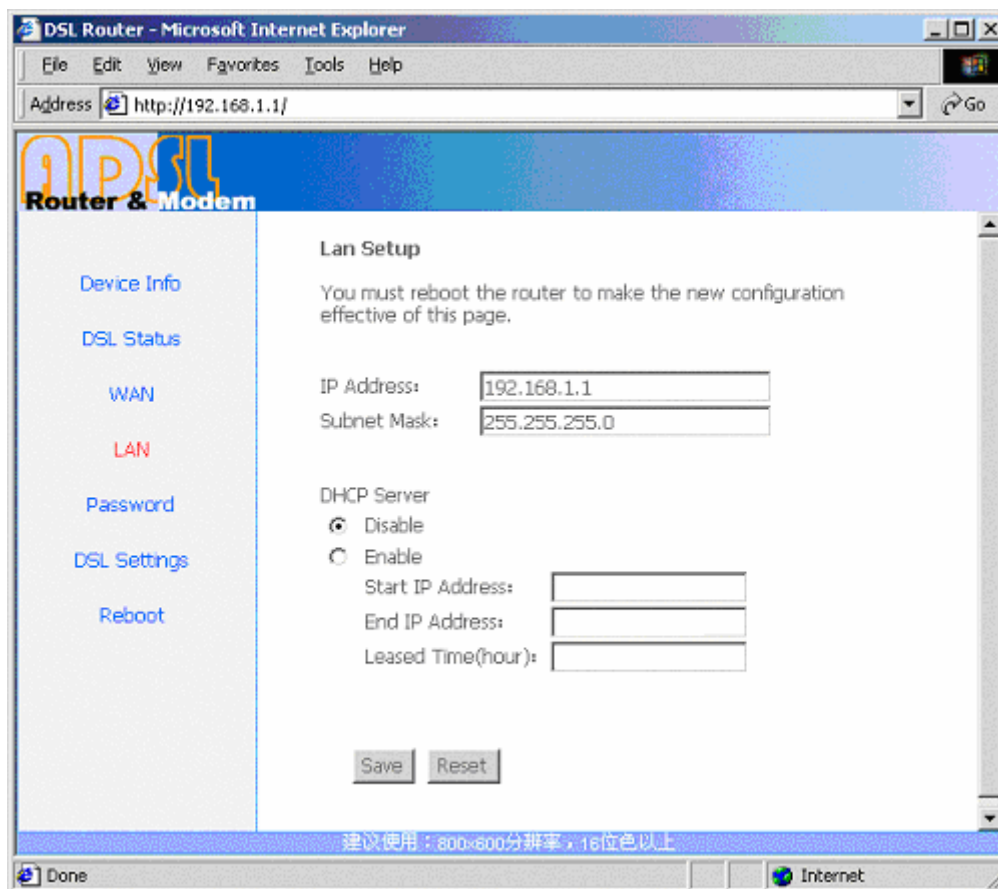 DSL Router - Microsoft Internet Explorer
File Edit View Favorites Tools Help
Address http://192.168.1.1/ Go
ADSL
Router & Modem
Lan Setup
You must reboot the router to make the new configuration
effective of this page.
IP Address: 192.168.1.1
Subnet Mask: 255.255.255.0
DHCP Server
Disable
Enable
Start IP Address:
End IP Address:
Leased Time(hour):
Save Reset
Device Info
DSL Status
WAN
LAN
Password
DSL Settings
Reboot
建议使用：800×600分辨率，16位色以上
Done Internet